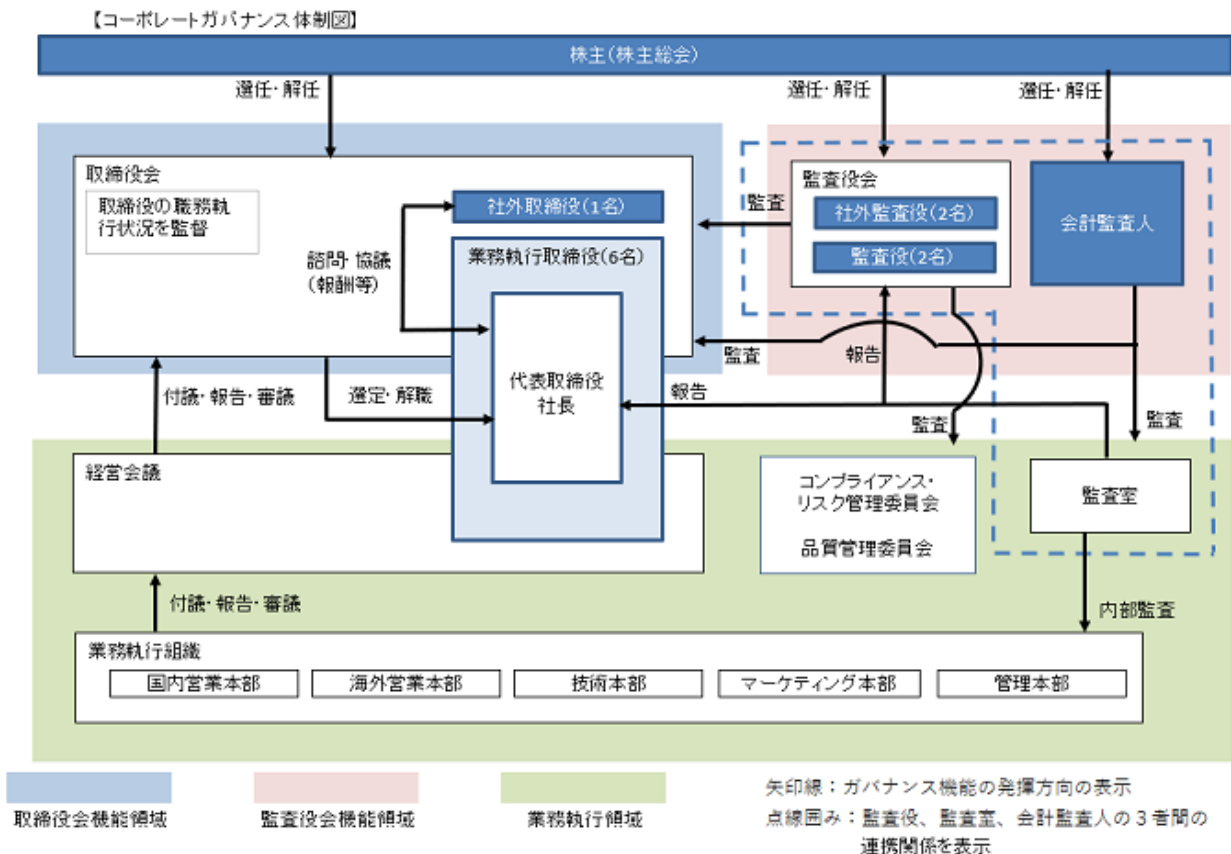 【コーポレートガバナンス体制図】
株主(株主総会)
選任・解任
選任・解任
選任・解任
取締役会
取締役の職務執
行状況を監督
社外取締役(1名)
諮問・協議
(報酬等)
業務執行取締役(6名)
代表取締役
社長
監査
監査役会
社外監査役(2名)
監査役(2名)
会計監査人
監査
報告
付議・報告・審議
選定・解職
報告
監査
監査
経営会議
コンプライアンス・
リスク管理委員会
品質管理委員会
監査室
付議・報告・審議
内部監査
業務執行組織
国内営業本部
海外営業本部
技術本部
マーケティング本部
管理本部
取締役会機能領域
監査役会機能領域
業務執行領域
矢印線：ガバナンス機能の発揮方向の表示
点線囲み：監査役、監査室、会計監査人の３者間の
連携関係を表示